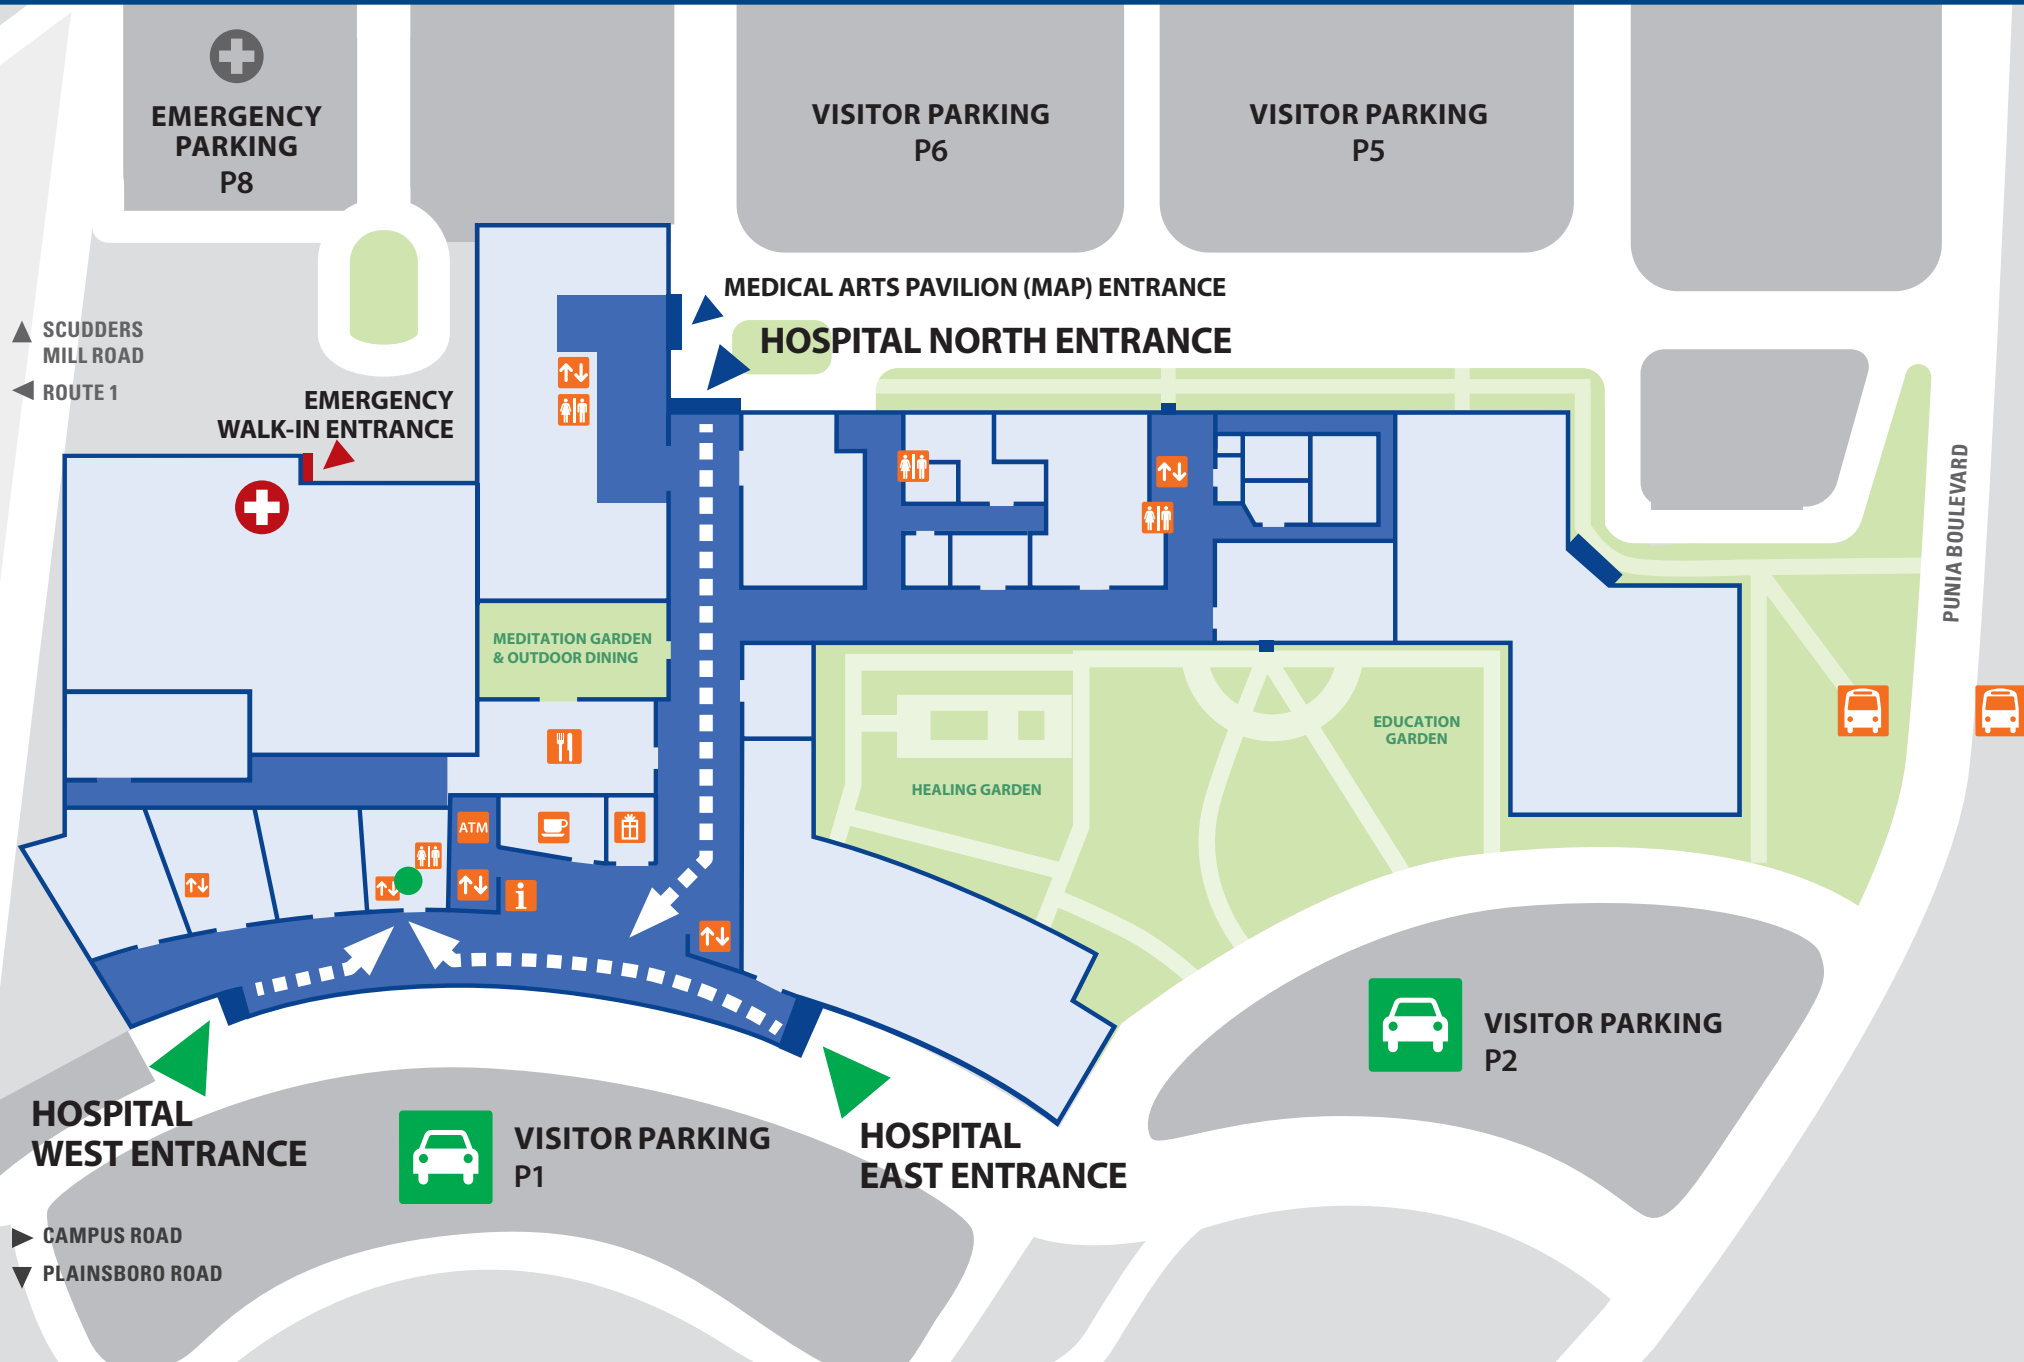 EMERGENCY
PARKING
P8
VISITOR PARKING
P6
VISITOR PARKING
P5
MEDICAL ARTS PAVILION (MAP) ENTRANCE
HOSPITAL NORTH ENTRANCE
SCUDDERS
MILL ROAD
ROUTE 1
EMERGENCY
WALK-IN ENTRANCE
PUNIA BOULEVARD
MEDITATION GARDEN
& OUTDOOR DINING
EDUCATION
GARDEN
HEALING GARDEN
ATM
i
VISITOR PARKING
P2
HOSPITAL
WEST ENTRANCE
VISITOR PARKING
P1
HOSPITAL
EAST ENTRANCE
CAMPUS ROAD
PLAINSBORO ROAD